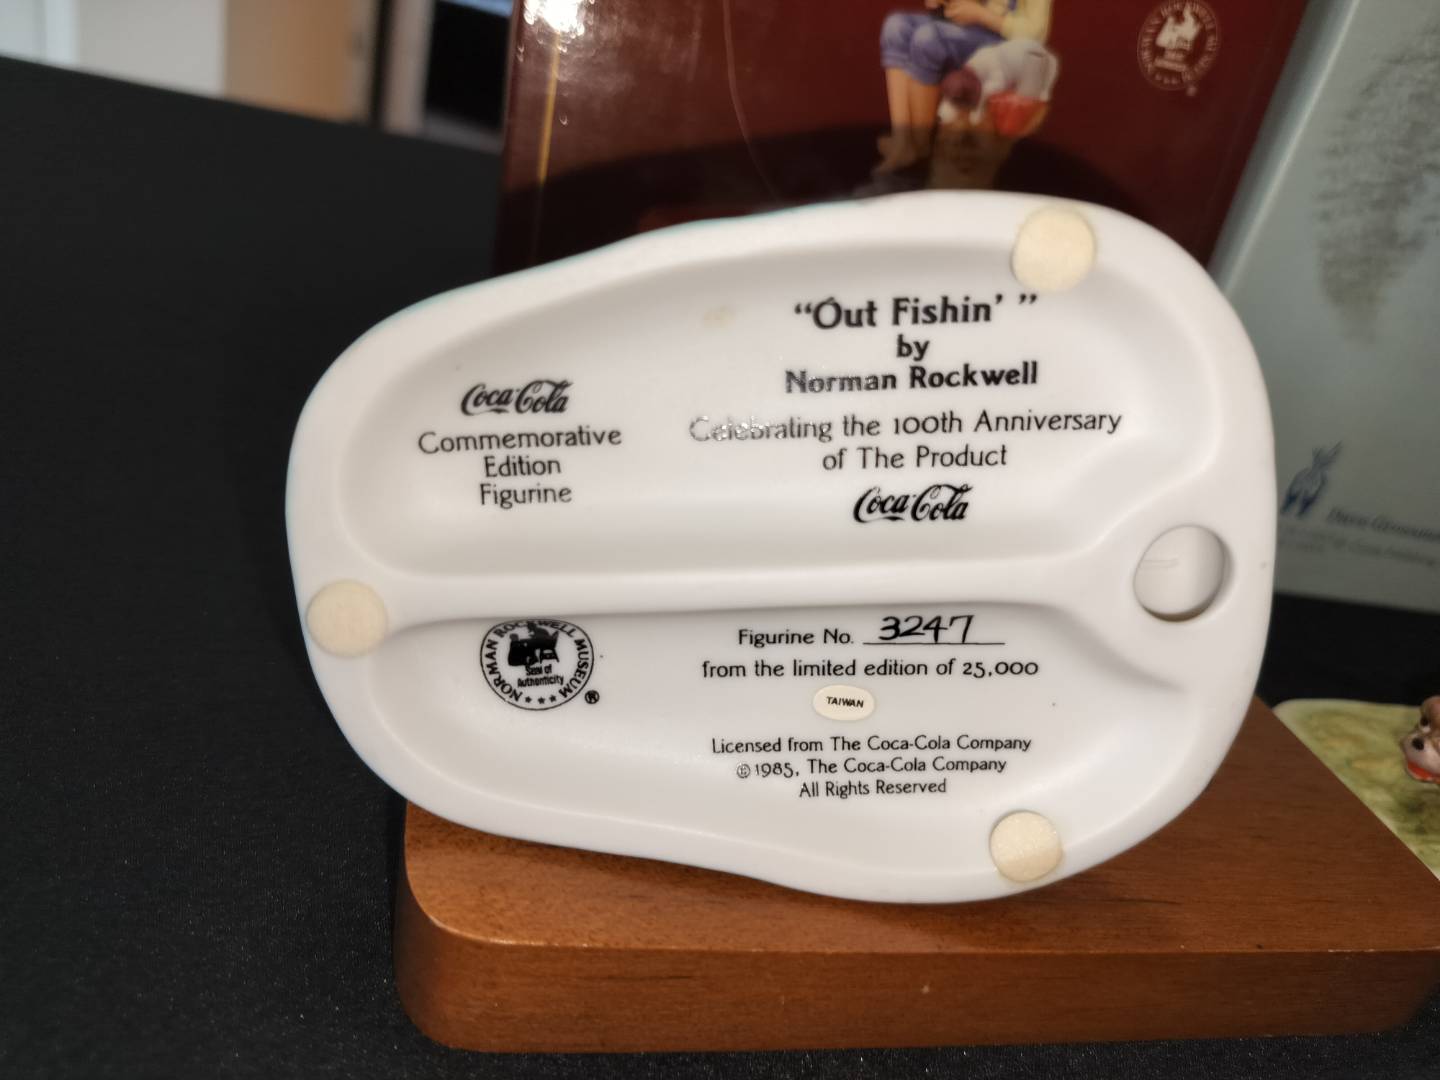 “Out Fishin’ ”
by
Norman Rockwell
Celebrating the 100th Anniversary
of The Product
Coca-Cola
Coca-Cola
Commemorative
Edition
Figurine
NORMAN ROCKWELL MUSEUM
Seal of
Authenticity
®
Figurine No. 3247
from the limited edition of 25,000
TAIWAN
Licensed from The Coca-Cola Company
© 1985, The Coca-Cola Company
All Rights Reserved